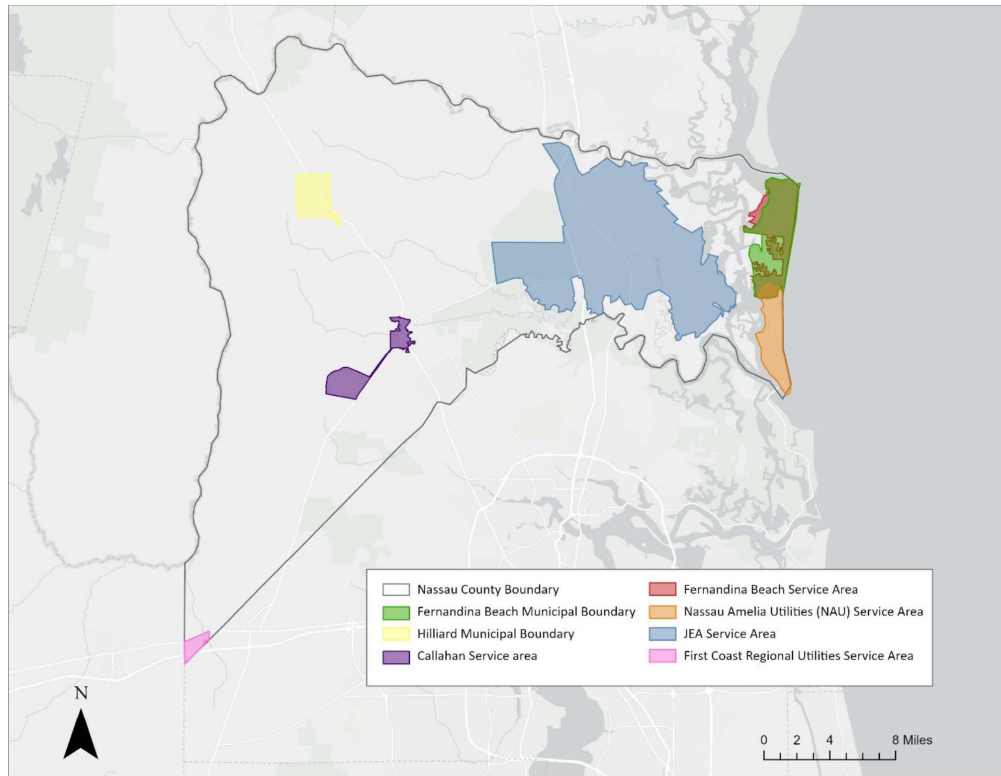 Nassau County Boundary
Fernandina Beach Municipal Boundary
Hilliard Municipal Boundary
Callahan Service area
Fernandina Beach Service Area
Nassau Amelia Utilities (NAU) Service Area
JEA Service Area
First Coast Regional Utilities Service Area
N
0 2 4 8 Miles